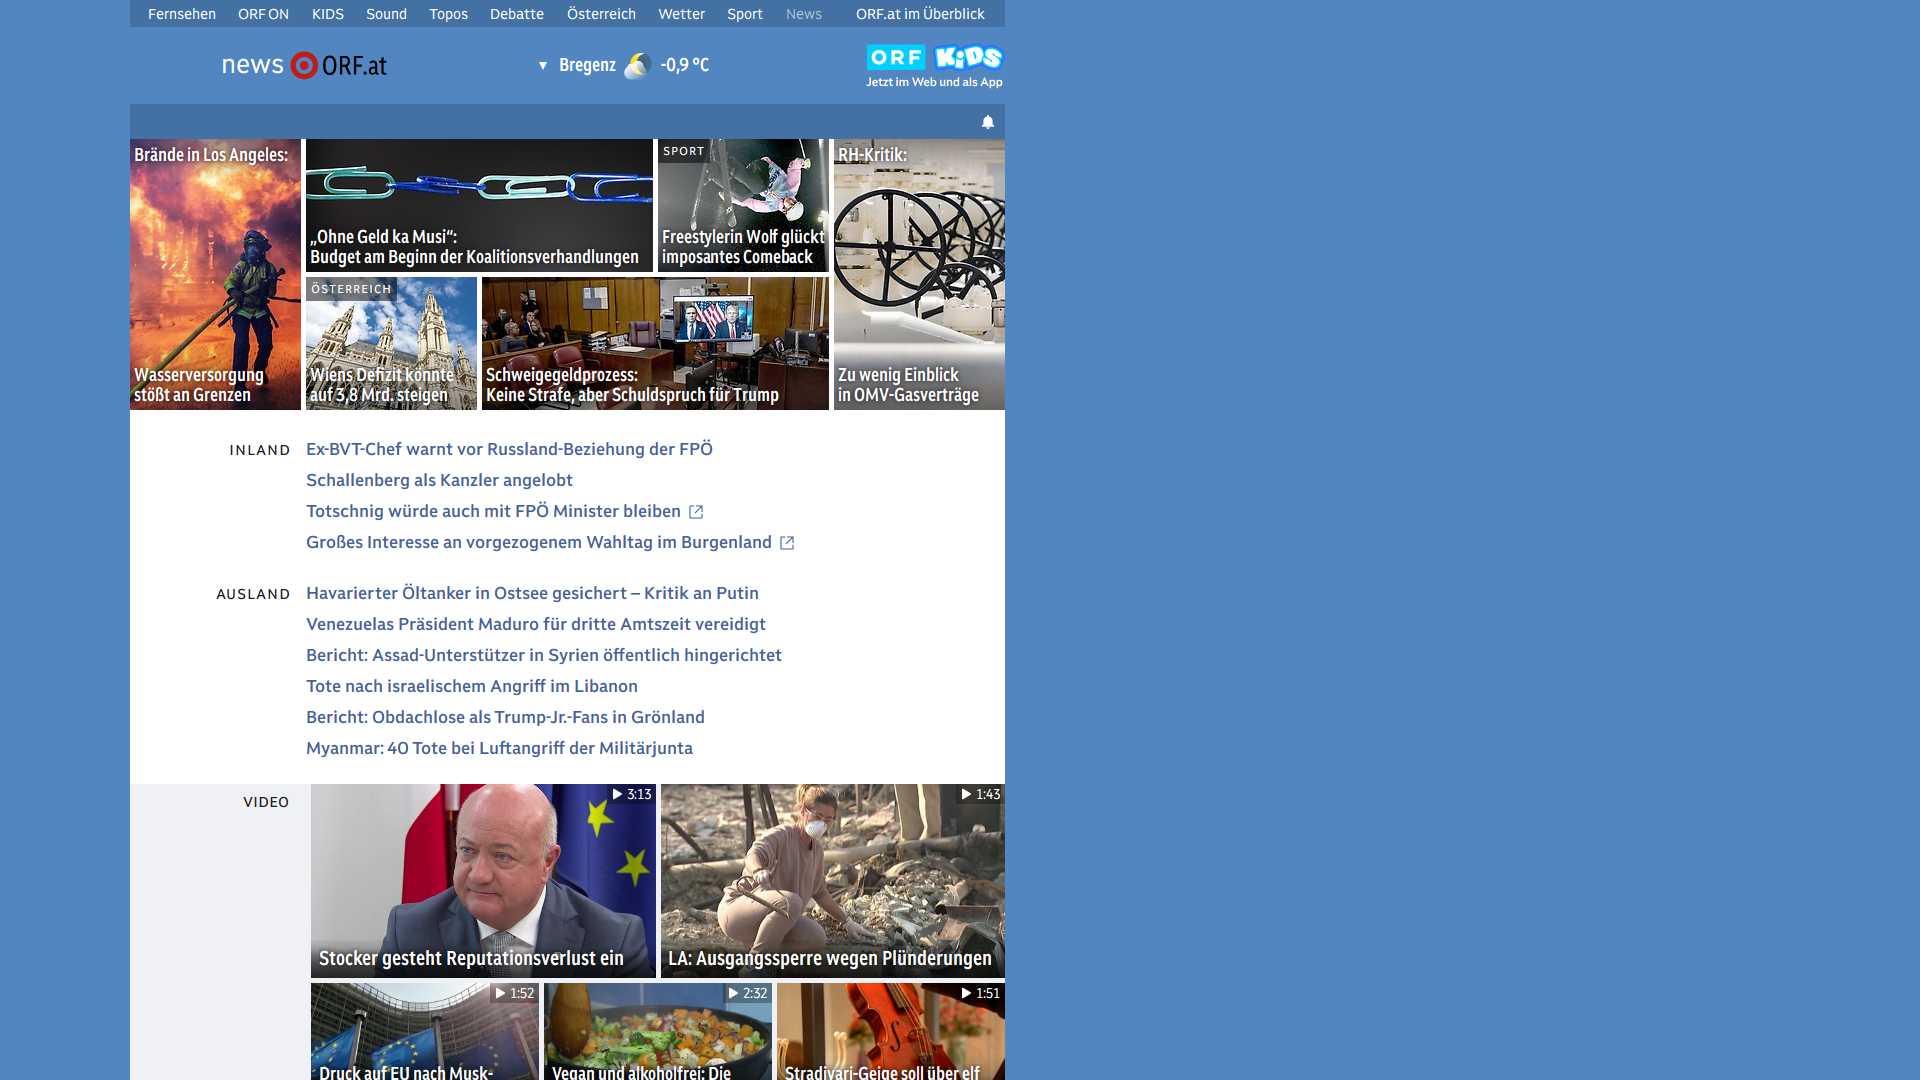 Fernsehen
ORF ON
KIDS
Sound
Topos
Debatte
Österreich
Wetter
Sport
News
ORF.at im Überblick
news ORF.at
Bregenz
-0,9 °C
ORF KiDS
Jetzt im Web und als App
Brände in Los Angeles:
Wasserversorgung
stößt an Grenzen
„Ohne Geld ka Musi“:
Budget am Beginn der Koalitionsverhandlungen
SPORT
Freestylerin Wolf glückt
imposantes Comeback
RH-Kritik:
Zu wenig Einblick
in OMV-Gasverträge
ÖSTERREICH
Wiens Defizit könnte
auf 3,8 Mrd. steigen
Schweigegeldprozess:
Keine Strafe, aber Schuldspruch für Trump
INLAND
Ex-BVT-Chef warnt vor Russland-Beziehung der FPÖ
Schallenberg als Kanzler angelobt
Totschnig würde auch mit FPÖ Minister bleiben
Großes Interesse an vorgezogenem Wahltag im Burgenland
AUSLAND
Havarierter Öltanker in Ostsee gesichert – Kritik an Putin
Venezuelas Präsident Maduro für dritte Amtszeit vereidigt
Bericht: Assad-Unterstützer in Syrien öffentlich hingerichtet
Tote nach israelischem Angriff im Libanon
Bericht: Obdachlose als Trump-Jr.-Fans in Grönland
Myanmar: 40 Tote bei Luftangriff der Militärjunta
VIDEO
3:13
Stocker gesteht Reputationsverlust ein
1:43
LA: Ausgangssperre wegen Plünderungen
1:52
Druck auf EU nach Musk-
2:32
Vegan und alkoholfrei: Die
1:51
Stradivari-Geige soll über elf